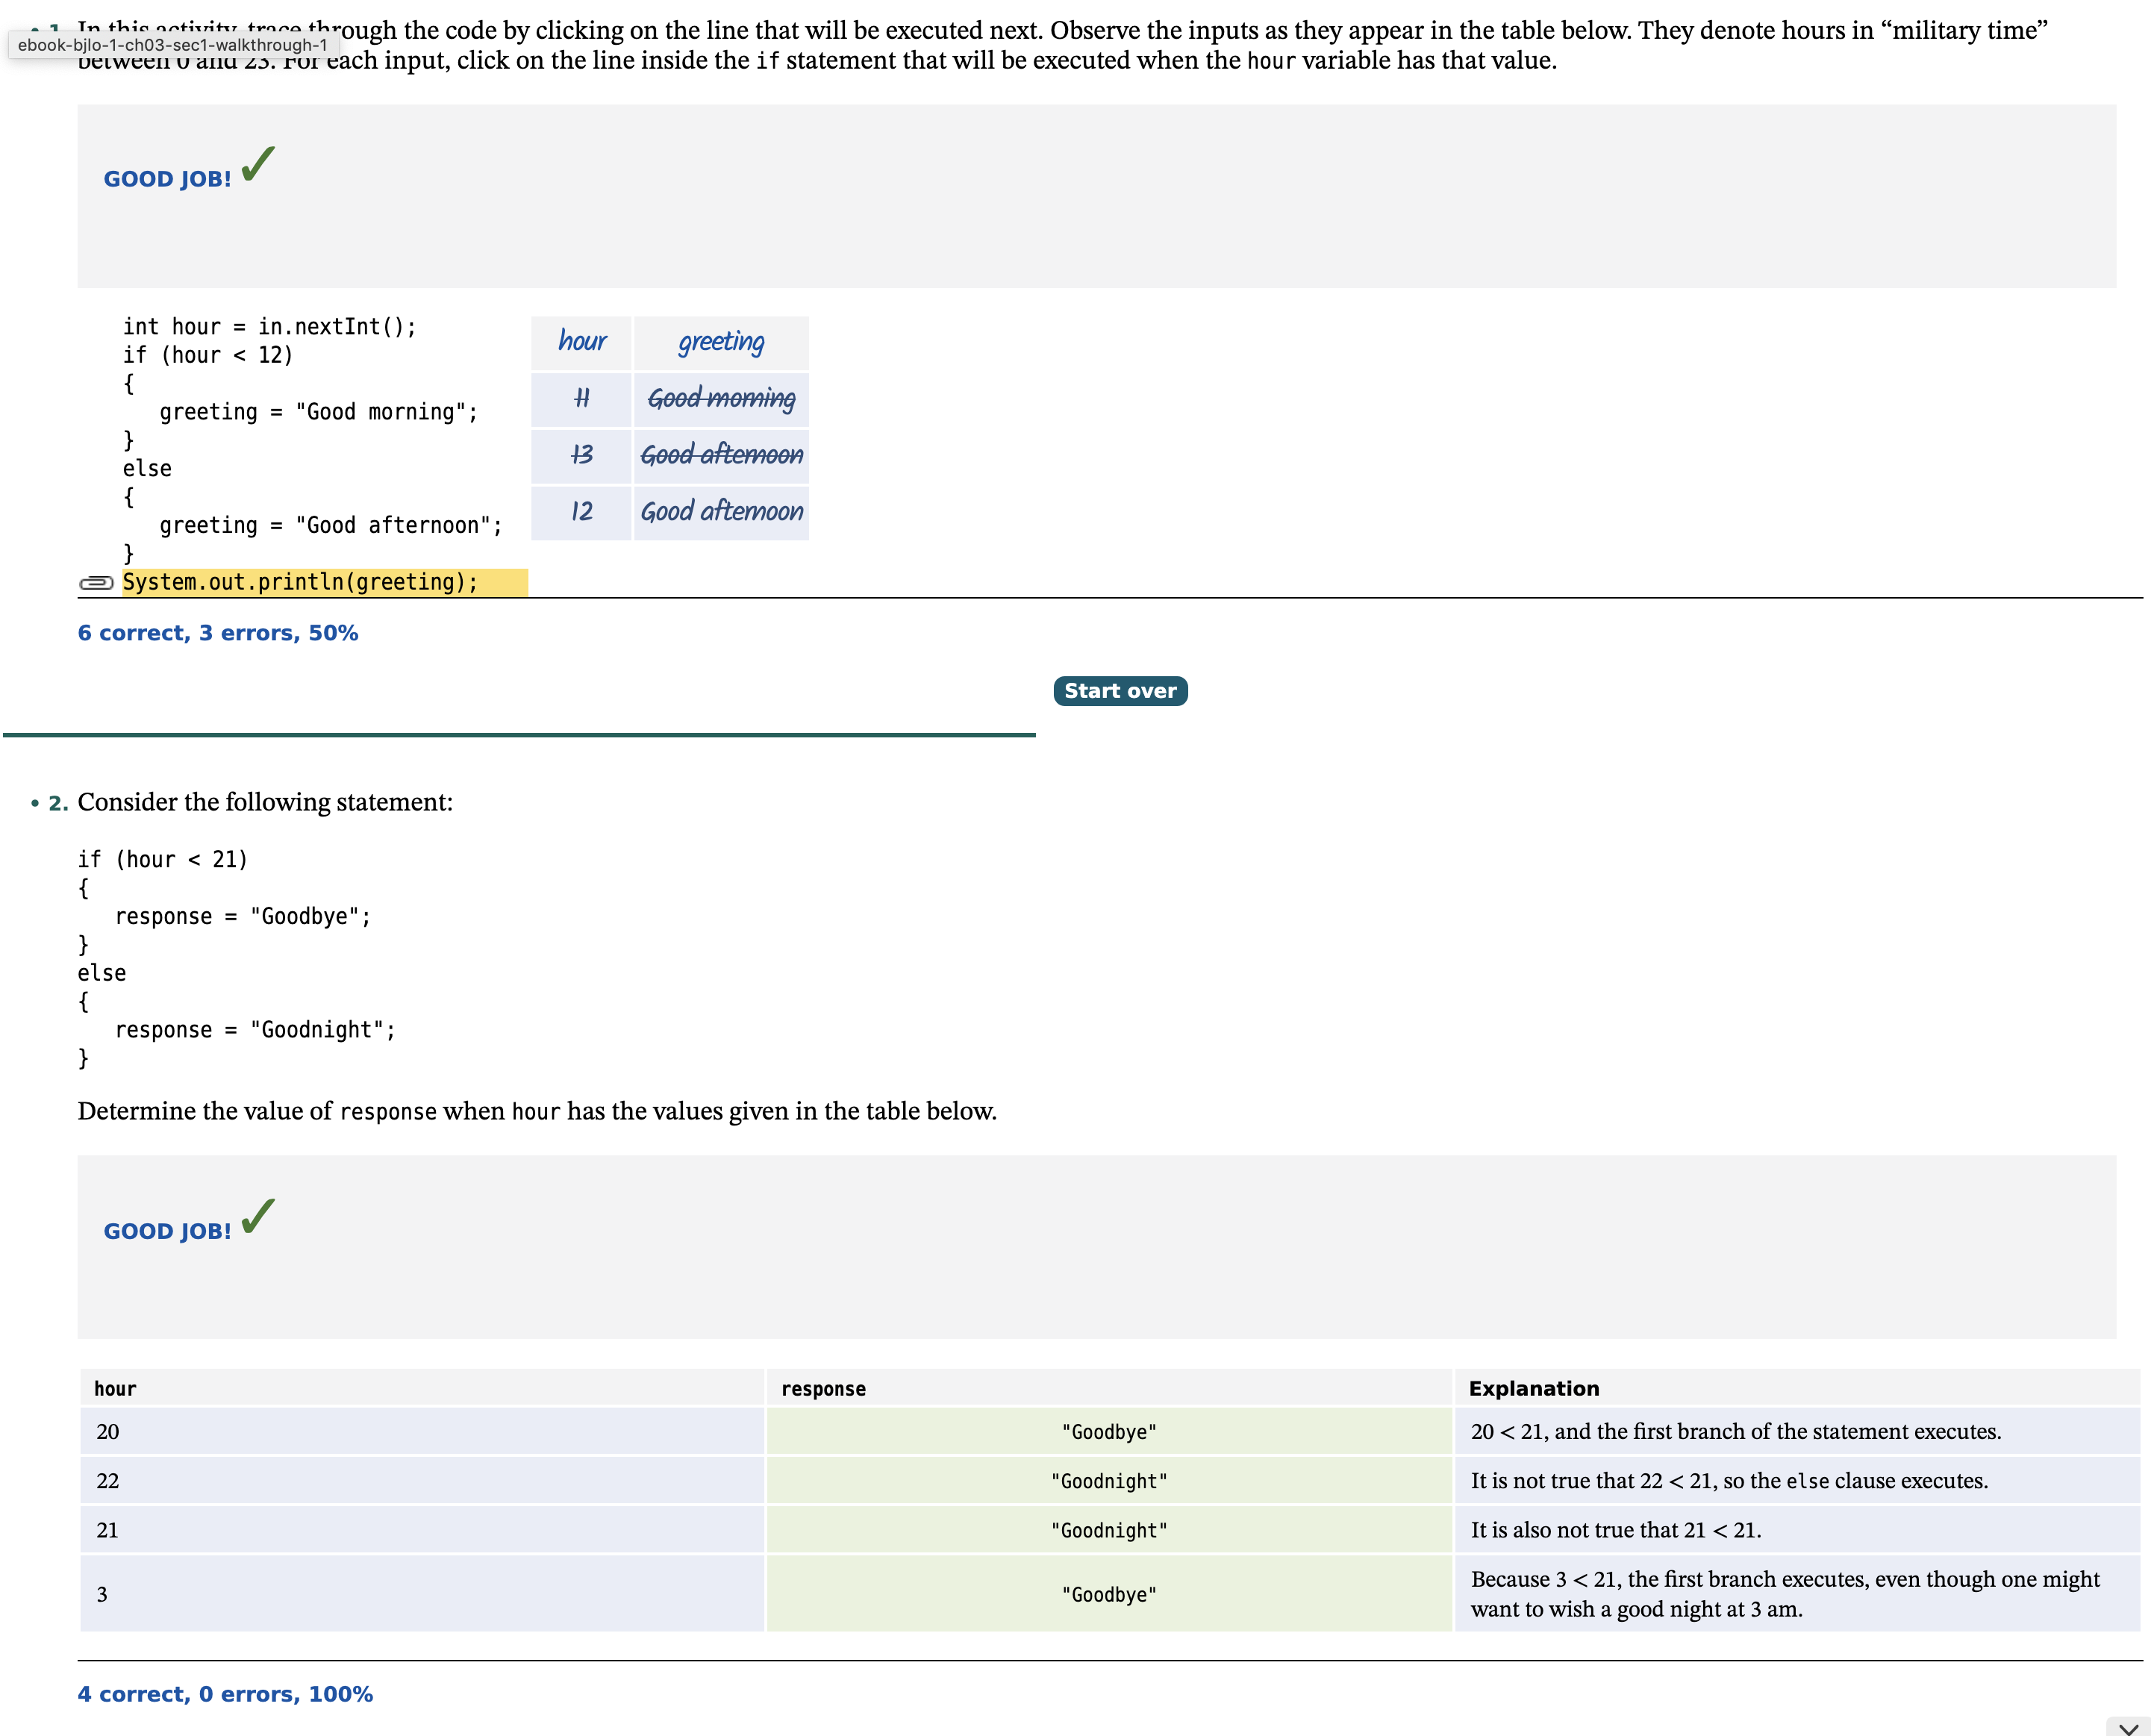 • 1. In this activity, trace through the code by clicking on the line that will be executed next. Observe the inputs as they appear in the table below. They denote hours in “military time”
ebook-bjlo-1-ch03-sec1-walkthrough-1
between 0 and 23. For each input, click on the line inside the if statement that will be executed when the hour variable has that value.
GOOD JOB!
int hour = in.nextInt();
if (hour < 12)
{
greeting = "Good morning";
}
else
{
greeting = "Good afternoon";
}
System.out.println(greeting);
hour greeting
11 Good morning
13 Good afternoon
12 Good afternoon
6 correct, 3 errors, 50%
Start over
• 2. Consider the following statement:
if (hour < 21)
{
response = "Goodbye";
}
else
{
response = "Goodnight";
}
Determine the value of response when hour has the values given in the table below.
GOOD JOB!
hour response Explanation
20 "Goodbye" 20 < 21, and the first branch of the statement executes.
22 "Goodnight" It is not true that 22 < 21, so the else clause executes.
21 "Goodnight" It is also not true that 21 < 21.
3 "Goodbye" Because 3 < 21, the first branch executes, even though one might
want to wish a good night at 3 am.
4 correct, 0 errors, 100%